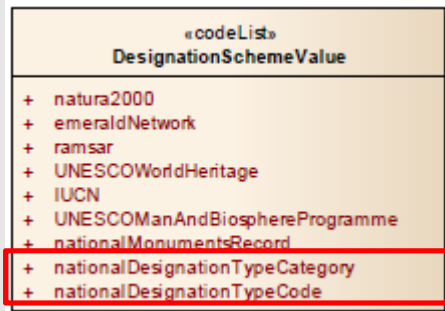 «codeList»
DesignationSchemeValue
+ natura2000
+ emeraldNetwork
+ ramsar
+ UNESCOWorldHeritage
+ IUCN
+ UNESCOManAndBiosphereProgramme
+ nationalMonumentsRecord
+ nationalDesignationTypeCategory
+ nationalDesignationTypeCode